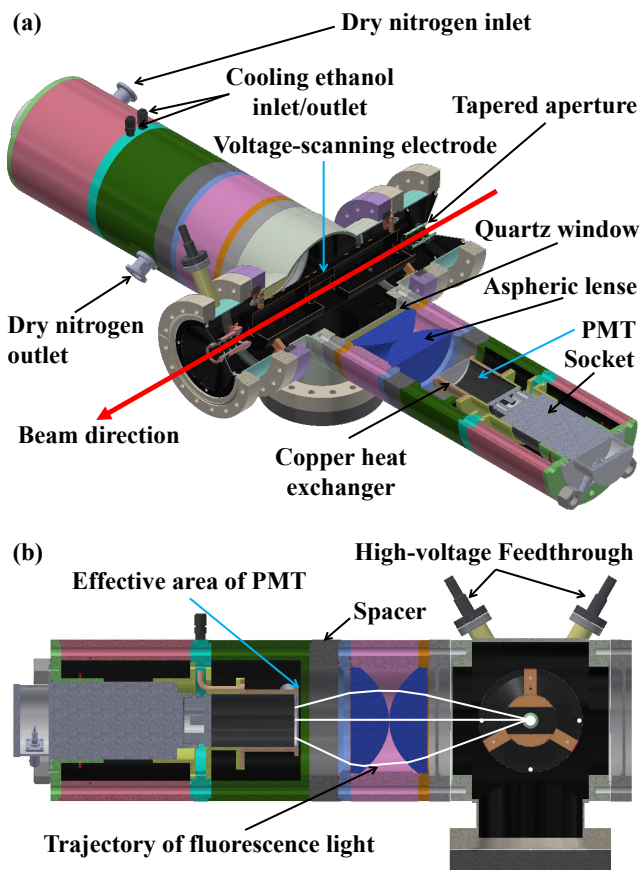 (a)
Dry nitrogen inlet
Cooling ethanol
inlet/outlet
Tapered aperture
Voltage-scanning electrode
Quartz window
Aspheric lense
PMT
Socket
Dry nitrogen
outlet
Beam direction
Copper heat
exchanger
(b)
High-voltage Feedthrough
Effective area of PMT
Spacer
Trajectory of fluorescence light